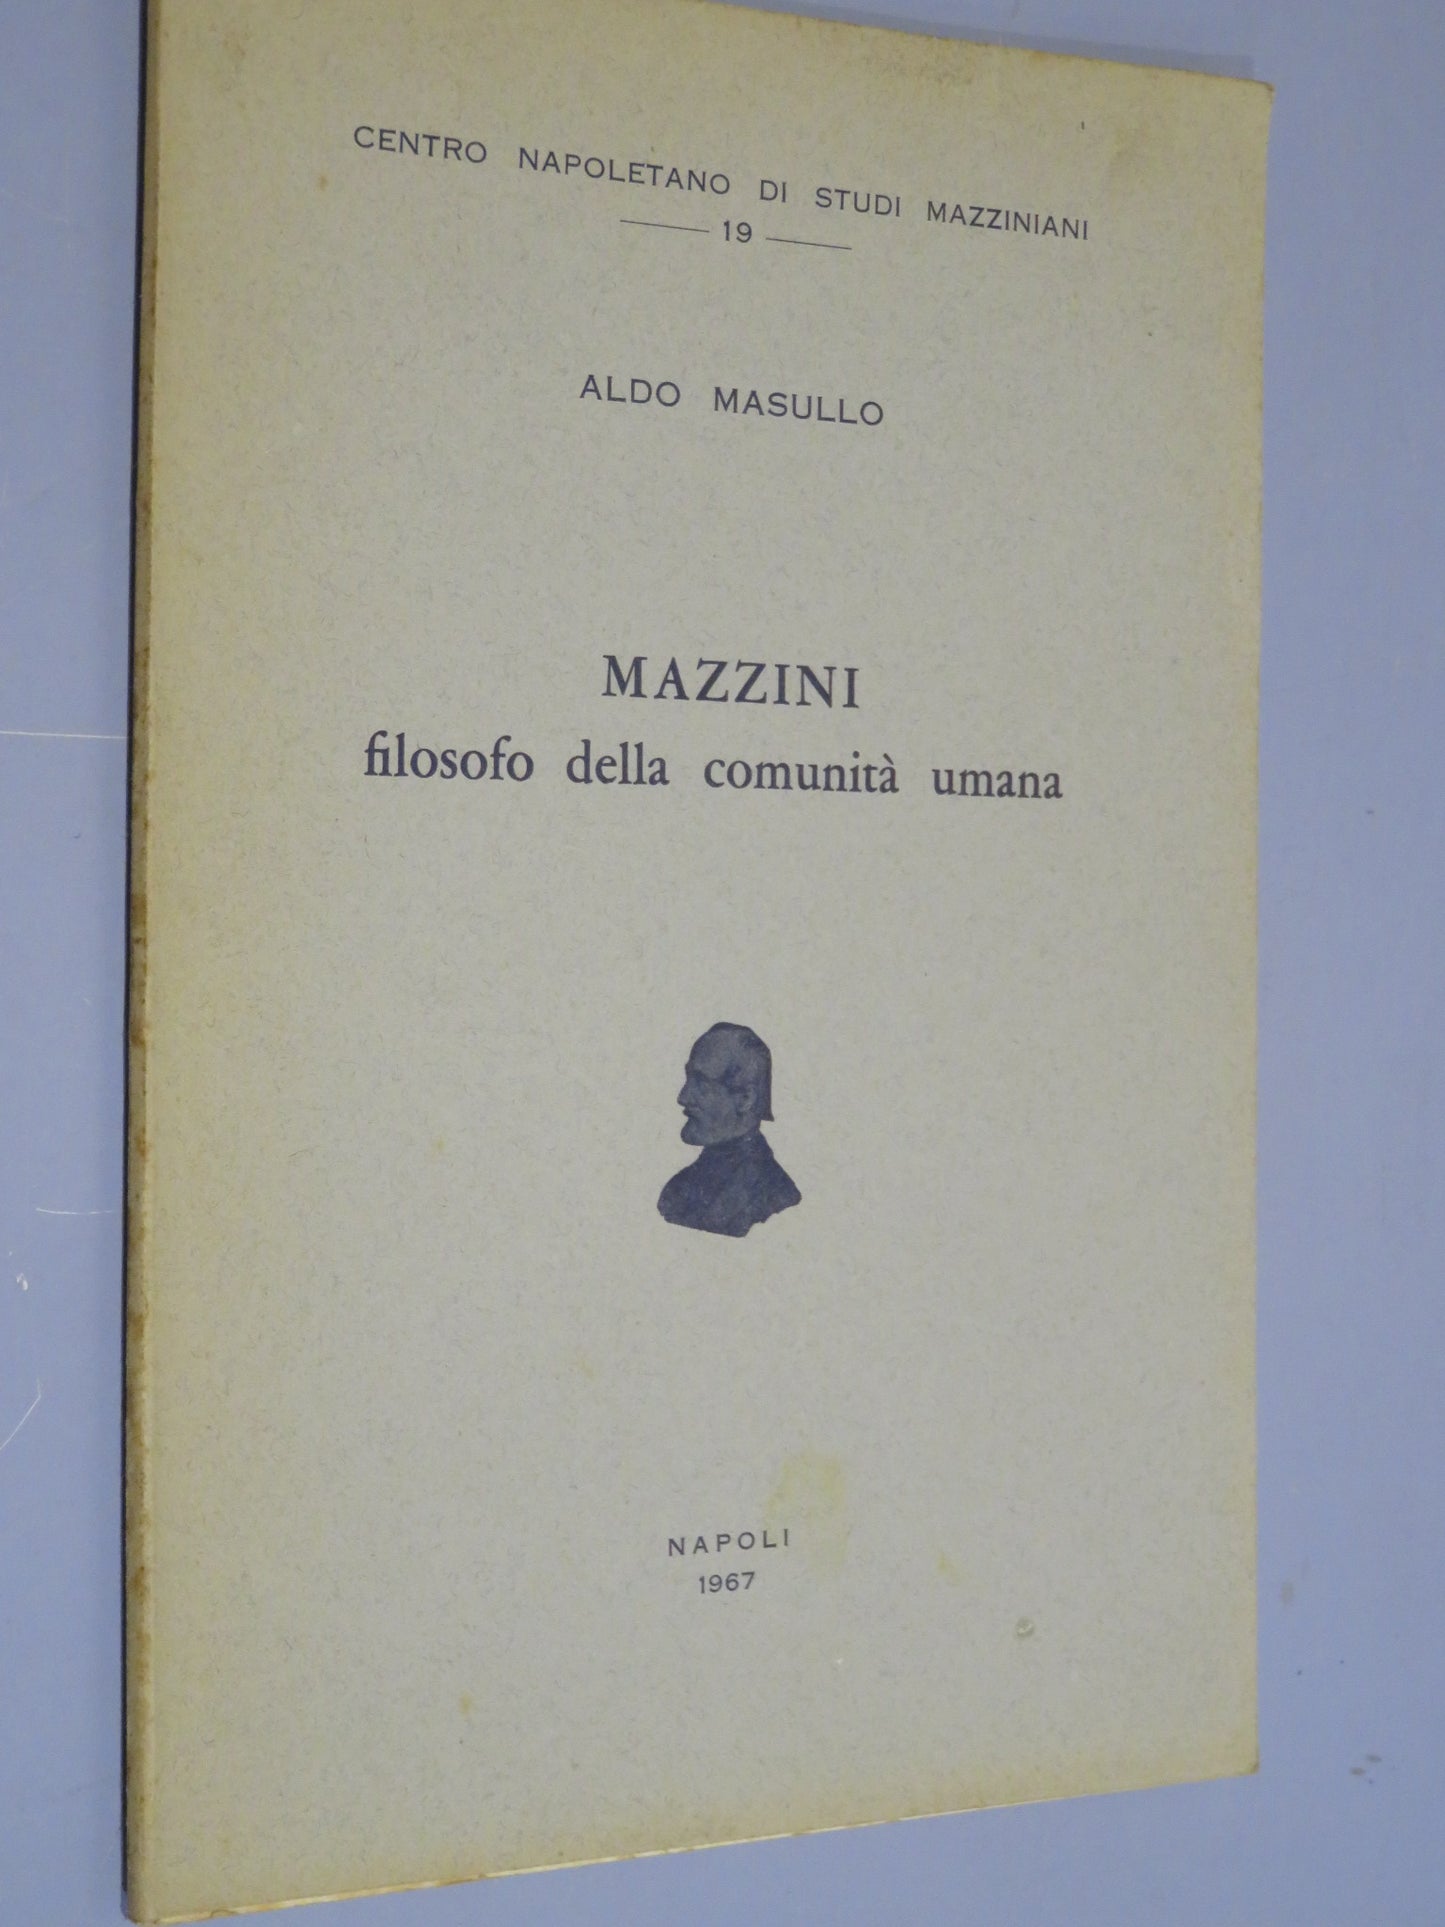 CENTRO NAPOLETANO DI STUDI MAZZINIANI
19
ALDO MASULLO
MAZZINI
filosofo della comunità umana
NAPOLI
1967